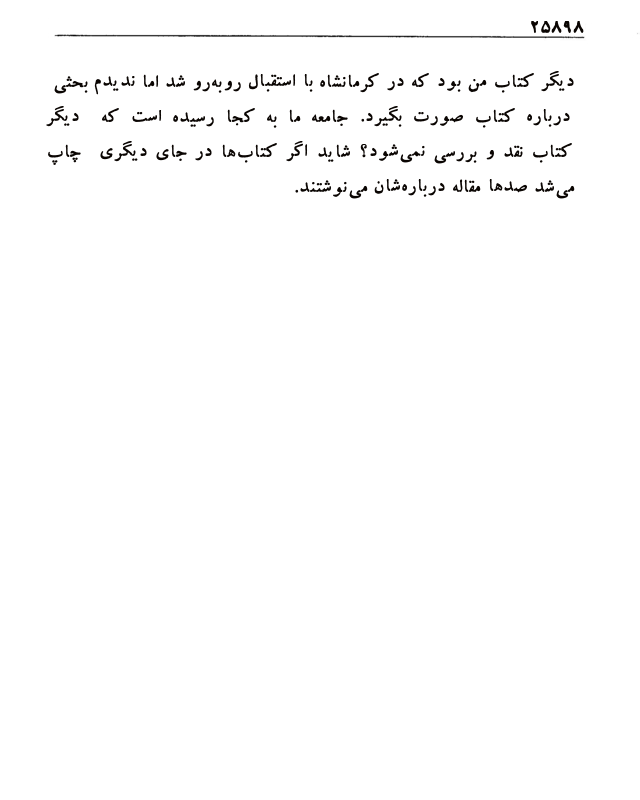 ۲۵۸۹۸
دیگر کتاب من بود که در کرمانشاه با استقبال روبه‌رو شد اما ندیدم بحثی
درباره کتاب صورت بگیرد. جامعه ما به کجا رسیده است که دیگر
کتاب نقد و بررسی نمی‌شود؟ شاید اگر کتاب‌ها در جای دیگری چاپ
می‌شد صدها مقاله درباره‌شان می‌نوشتند.